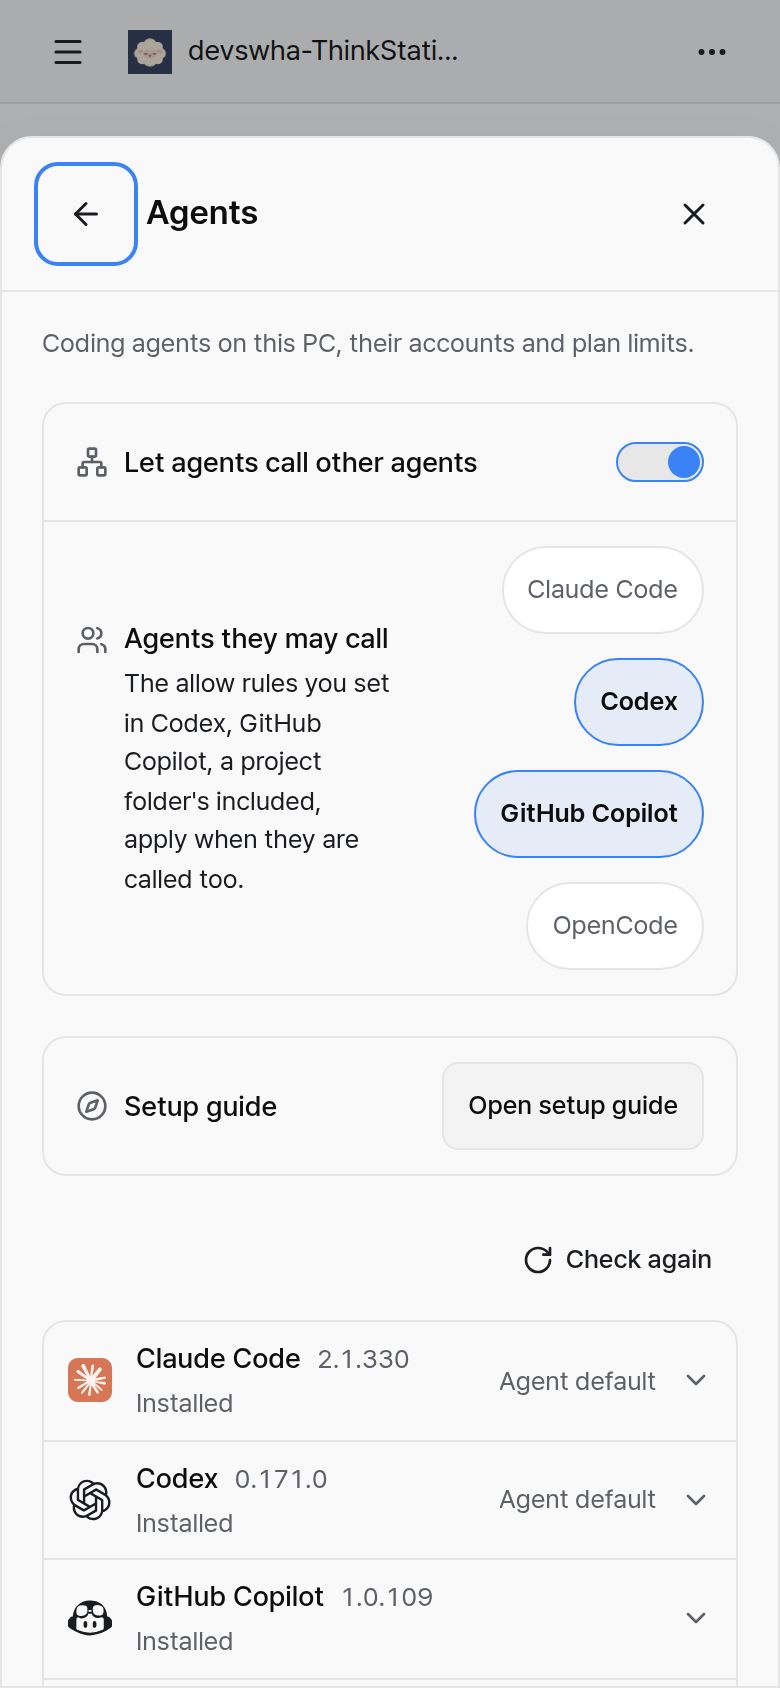 devswha-ThinkStati...
Agents
Coding agents on this PC, their accounts and plan limits.
Let agents call other agents
Agents they may call
The allow rules you set
in Codex, GitHub
Copilot, a project
folder's included,
apply when they are
called too.
Claude Code
Codex
GitHub Copilot
OpenCode
Setup guide
Open setup guide
Check again
Claude Code 2.1.330
Installed
Agent default
Codex 0.171.0
Installed
Agent default
GitHub Copilot 1.0.109
Installed